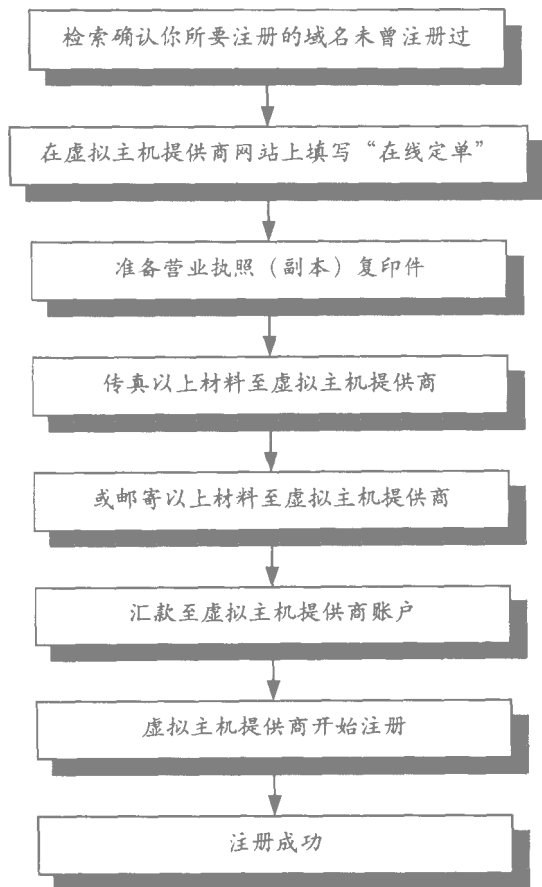 检索确认你所要注册的域名未曾注册过
在虚拟主机提供商网站上填写“在线定单”
准备营业执照（副本）复印件
传真以上材料至虚拟主机提供商
或邮寄以上材料至虚拟主机提供商
汇款至虚拟主机提供商账户
虚拟主机提供商开始注册
注册成功